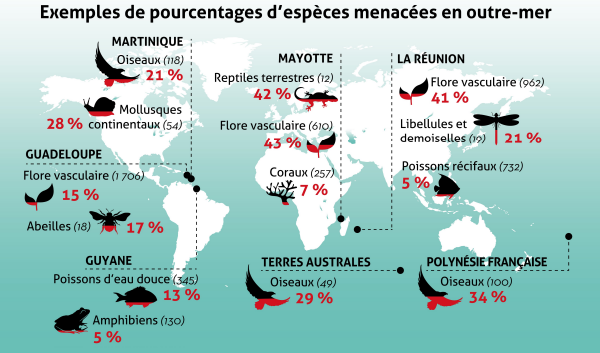 Exemples de pourcentages d'espèces menacées en outre-mer
MARTINIQUE
Oiseaux (118)
21 %
Mollusques
continentaux (54)
28 %
GUADELOUPE
Flore vasculaire (1 706)
15 %
Abeilles (18)
17 %
GUYANE
Poissons d'eau douce (345)
13 %
Amphibiens (130)
5 %
MAYOTTE
Reptiles terrestres (12)
42 %
Flore vasculaire (610)
43 %
Coraux (257)
7 %
TERRES AUSTRALES
Oiseaux (49)
29 %
LA RÉUNION
Flore vasculaire (962)
41 %
Libellules et
demoiselles (19)
21 %
Poissons récifaux (732)
5 %
POLYNÉSIE FRANÇAISE
Oiseaux (100)
34 %